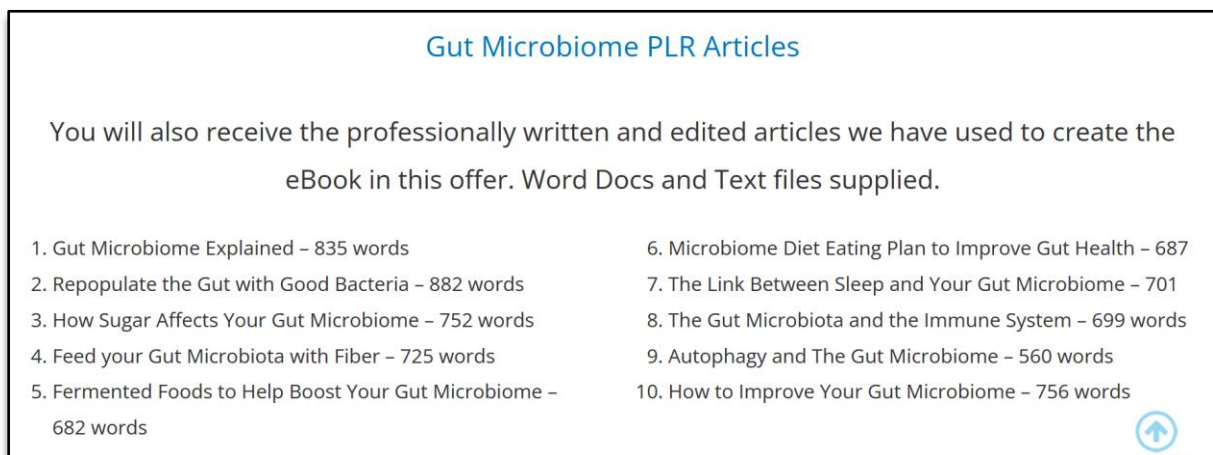 Gut Microbiome PLR Articles
You will also receive the professionally written and edited articles we have used to create the
eBook in this offer. Word Docs and Text files supplied.
1. Gut Microbiome Explained – 835 words
2. Repopulate the Gut with Good Bacteria – 882 words
3. How Sugar Affects Your Gut Microbiome – 752 words
4. Feed your Gut Microbiota with Fiber – 725 words
5. Fermented Foods to Help Boost Your Gut Microbiome –
682 words
6. Microbiome Diet Eating Plan to Improve Gut Health – 687
7. The Link Between Sleep and Your Gut Microbiome – 701
8. The Gut Microbiota and the Immune System – 699 words
9. Autophagy and The Gut Microbiome – 560 words
10. How to Improve Your Gut Microbiome – 756 words